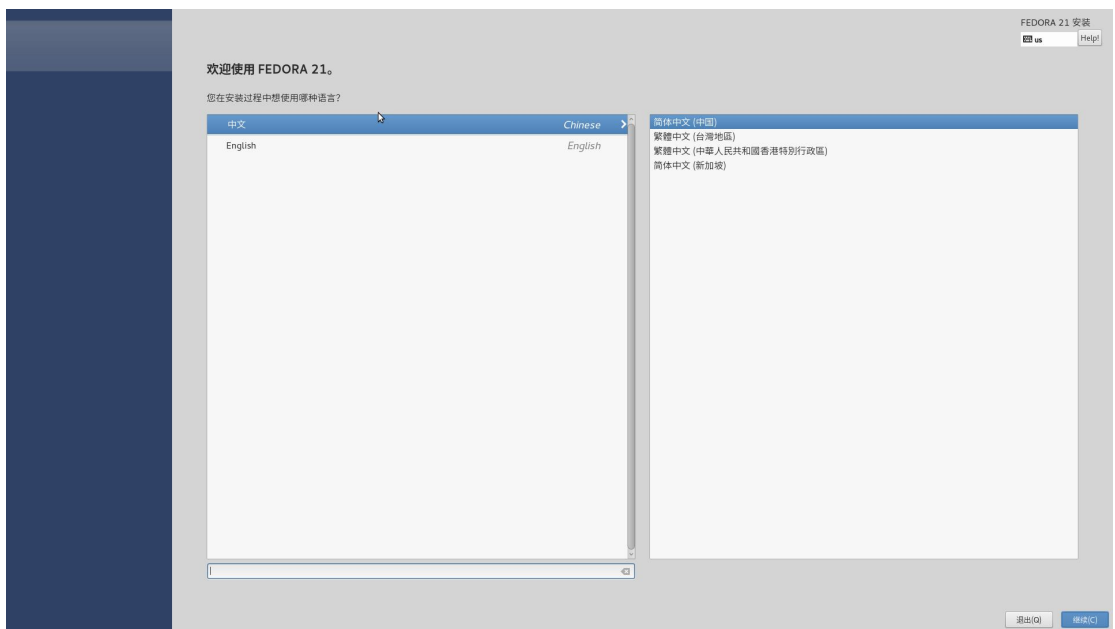 FEDORA 21 安装
us
Help!
欢迎使用 FEDORA 21。
您在安装过程中想使用哪种语言?
中文 Chinese
English English
简体中文 (中国)
繁體中文 (台灣地區)
繁體中文 (中華人民共和國香港特別行政區)
简体中文 (新加坡)
退出(Q)
继续(C)